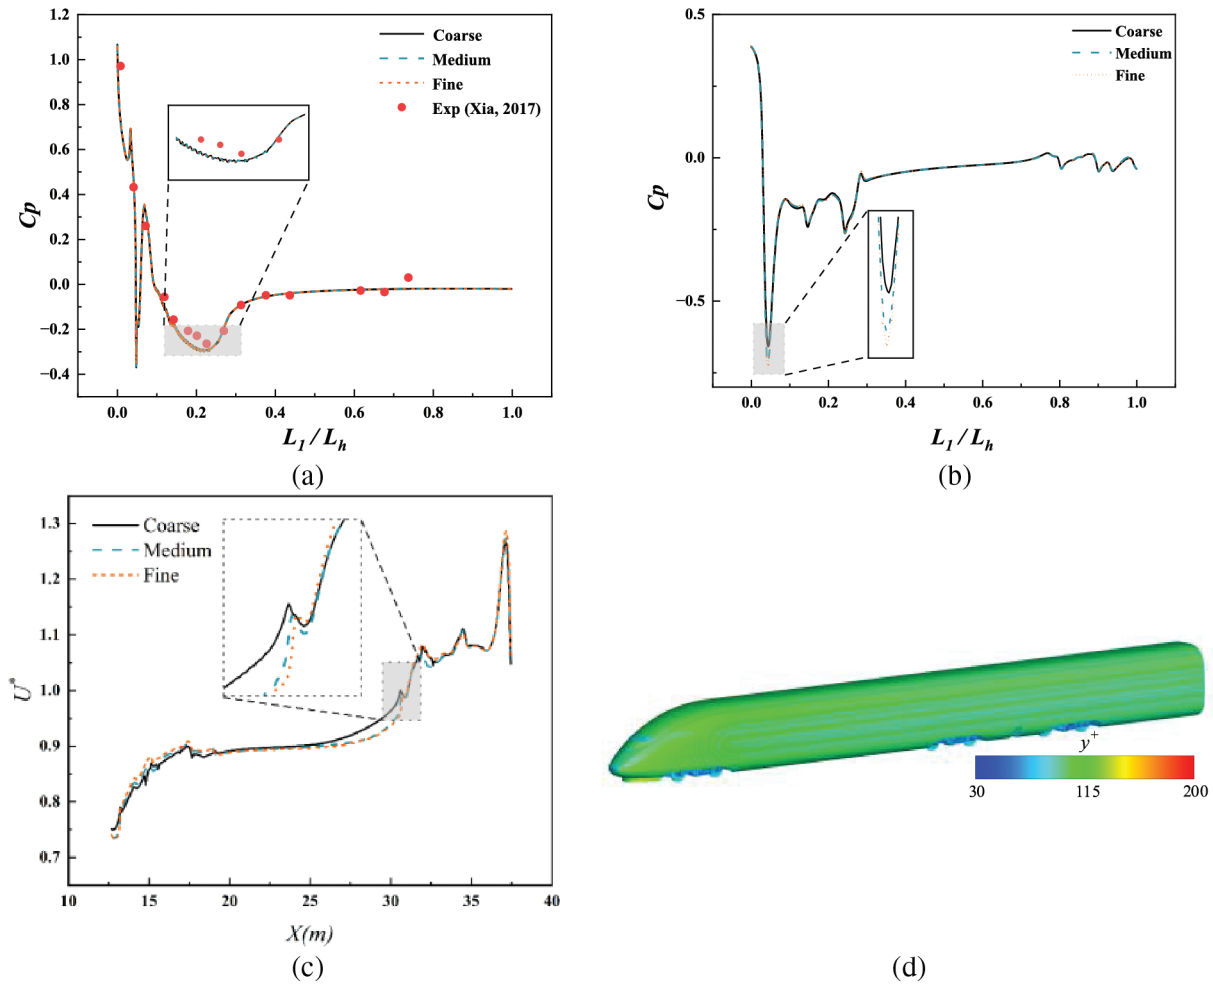 1.2
1.0
0.8
0.6
0.4
0.2
0.0
−0.2
−0.4
Cp
Coarse
Medium
Fine
Exp (Xia, 2017)
0.0 0.2 0.4 0.6 0.8 1.0
L1 / Lh
(a)
0.0
−0.5
Cp
Coarse
Medium
Fine
0.0 0.2 0.4 0.6 0.8 1.0
L1 / Lh
(b)
1.3
1.2
1.1
1.0
0.9
0.8
0.7
U*
Coarse
Medium
Fine
10 15 20 25 30 35 40
X(m)
(c)
y+
30 115 200
(d)